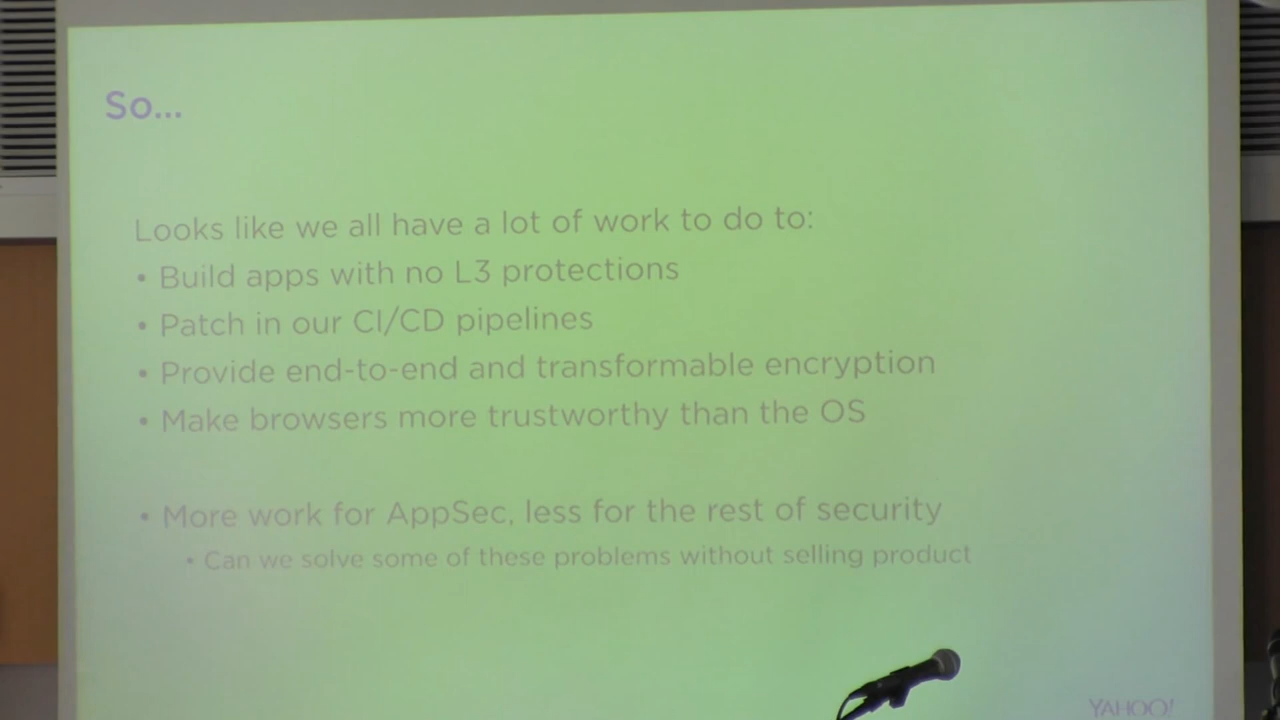 So...
Looks like we all have a lot of work to do to:
• Build apps with no L3 protections
• Patch in our CI/CD pipelines
• Provide end-to-end and transformable encryption
• Make browsers more trustworthy than the OS
• More work for AppSec, less for the rest of security
• Can we solve some of these problems without selling product
YAHOO!